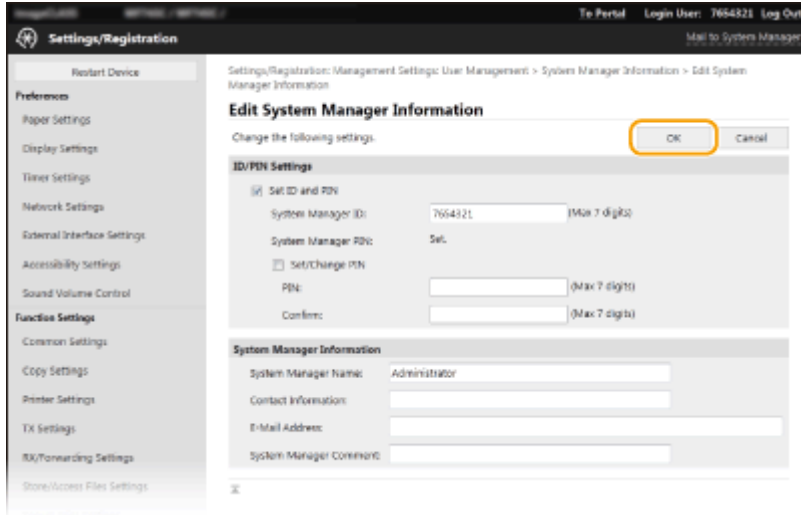 To Portal Login User: 7654321 Log Out
Settings/Registration
Mail to System Manager
Restart Device
Preferences
Paper Settings
Display Settings
Timer Settings
Network Settings
External Interface Settings
Accessibility Settings
Sound Volume Control
Function Settings
Common Settings
Copy Settings
Printer Settings
TX Settings
RX/Forwarding Settings
Store/Access Files Settings
Settings/Registration: Management Settings: User Management > System Manager Information > Edit System
Manager Information
Edit System Manager Information
Change the following settings.
OK Cancel
ID/PIN Settings
Set ID and PIN
System Manager ID: 7654321 (Max 7 digits)
System Manager PIN: Set.
Set/Change PIN
PIN: (Max 7 digits)
Confirm: (Max 7 digits)
System Manager Information
System Manager Name: Administrator
Contact Information:
E-Mail Address:
System Manager Comment: